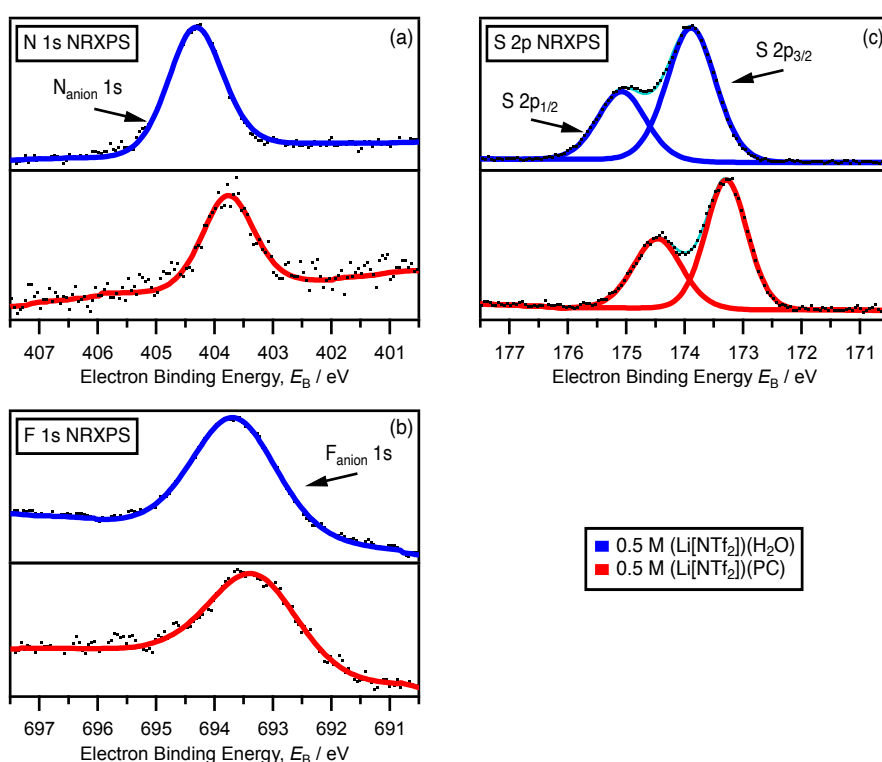 N 1s NRXPS
(a)
N_anion 1s
407 406 405 404 403 402 401
Electron Binding Energy, E_B / eV
S 2p NRXPS
(c)
S 2p_3/2
S 2p_1/2
177 176 175 174 173 172 171
Electron Binding Energy E_B / eV
F 1s NRXPS
(b)
F_anion 1s
697 696 695 694 693 692 691
Electron Binding Energy, E_B / eV
0.5 M (Li[NTf₂])(H₂O)
0.5 M (Li[NTf₂])(PC)